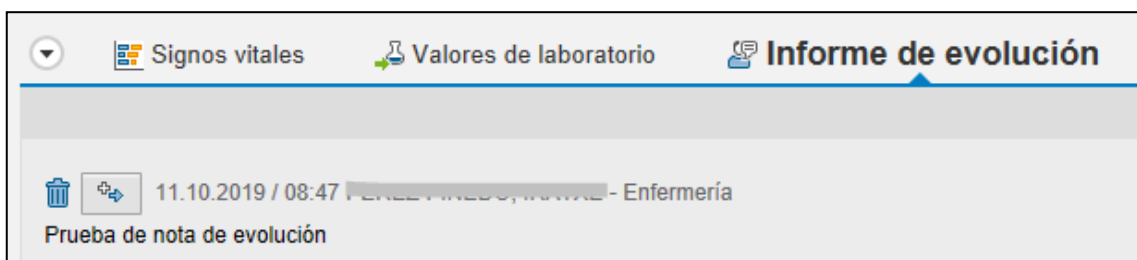 Signos vitales Valores de laboratorio Informe de evolución
11.10.2019 / 08:47 - Enfermería
Prueba de nota de evolución